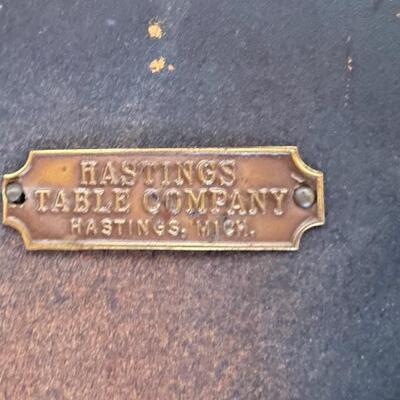 HASTINGS
TABLE COMPANY
HASTINGS, MICH.